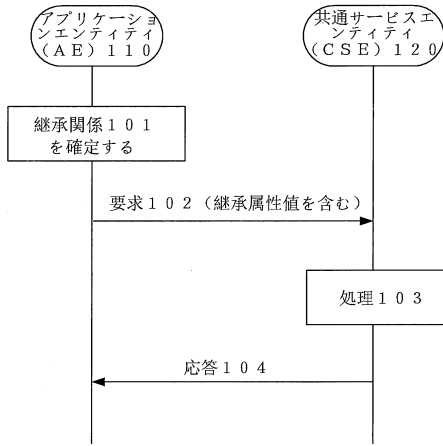 アプリケーショ
ンエンティティ
(AE)110
共通サービスエ
ンティティ
(CSE)120
継承関係101
を確定する
要求102(継承属性値を含む)
処理103
応答104